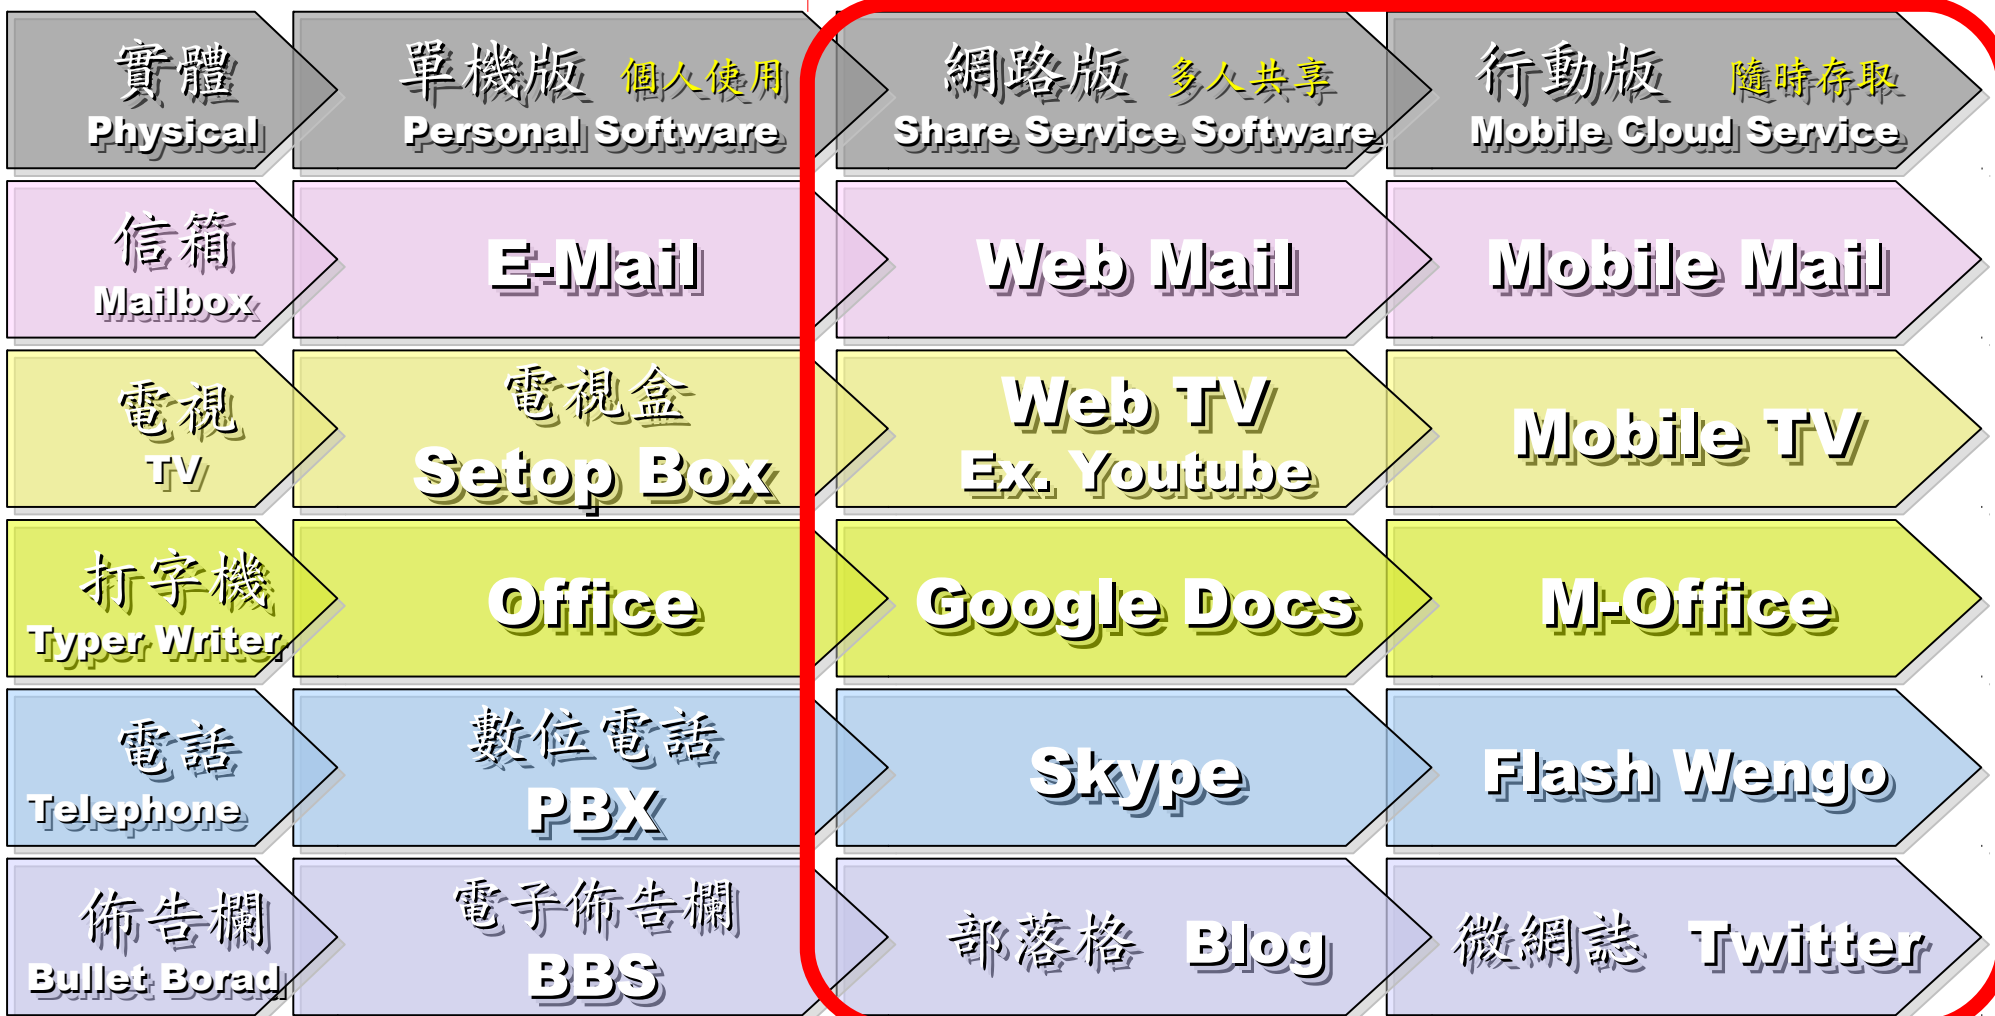 實體
Physical
單機版 個人使用
Personal Software
網路版 多人共享
Share Service Software
行動版 隨時存取
Mobile Cloud Service
信箱
Mailbox
E-Mail
Web Mail
Mobile Mail
電視
TV
電視盒
Setop Box
Web TV
Ex. Youtube
Mobile TV
打字機
Typer Writer
Office
Google Docs
M-Office
電話
Telephone
數位電話
PBX
Skype
Flash Wengo
佈告欄
Bullet Borad
電子佈告欄
BBS
部落格 Blog
微網誌 Twitter